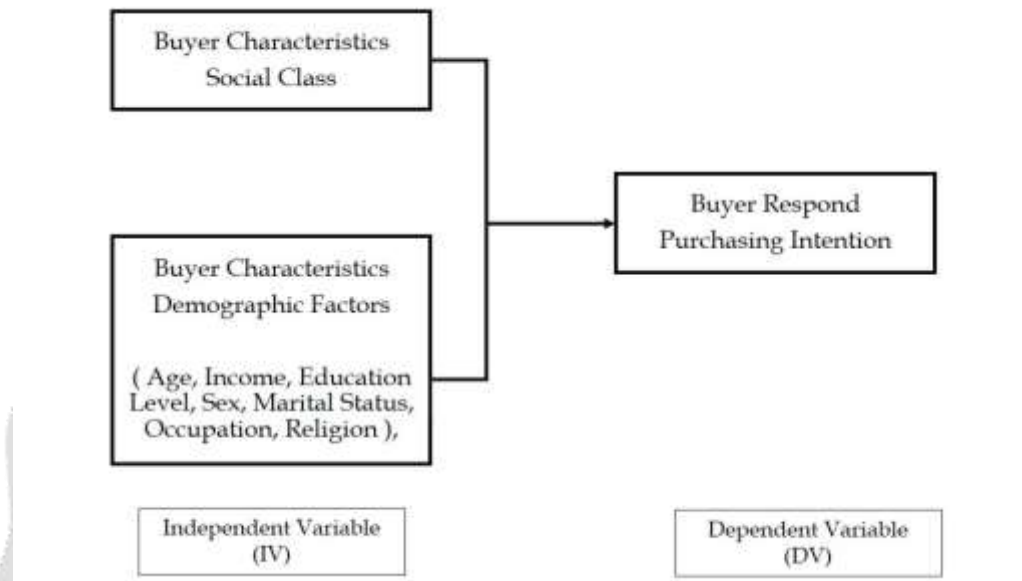 Buyer Characteristics
Social Class
Buyer Respond
Purchasing Intention
Buyer Characteristics
Demographic Factors
( Age, Income, Education
Level, Sex, Marital Status,
Occupation, Religion ),
Independent Variable
(IV)
Dependent Variable
(DV)